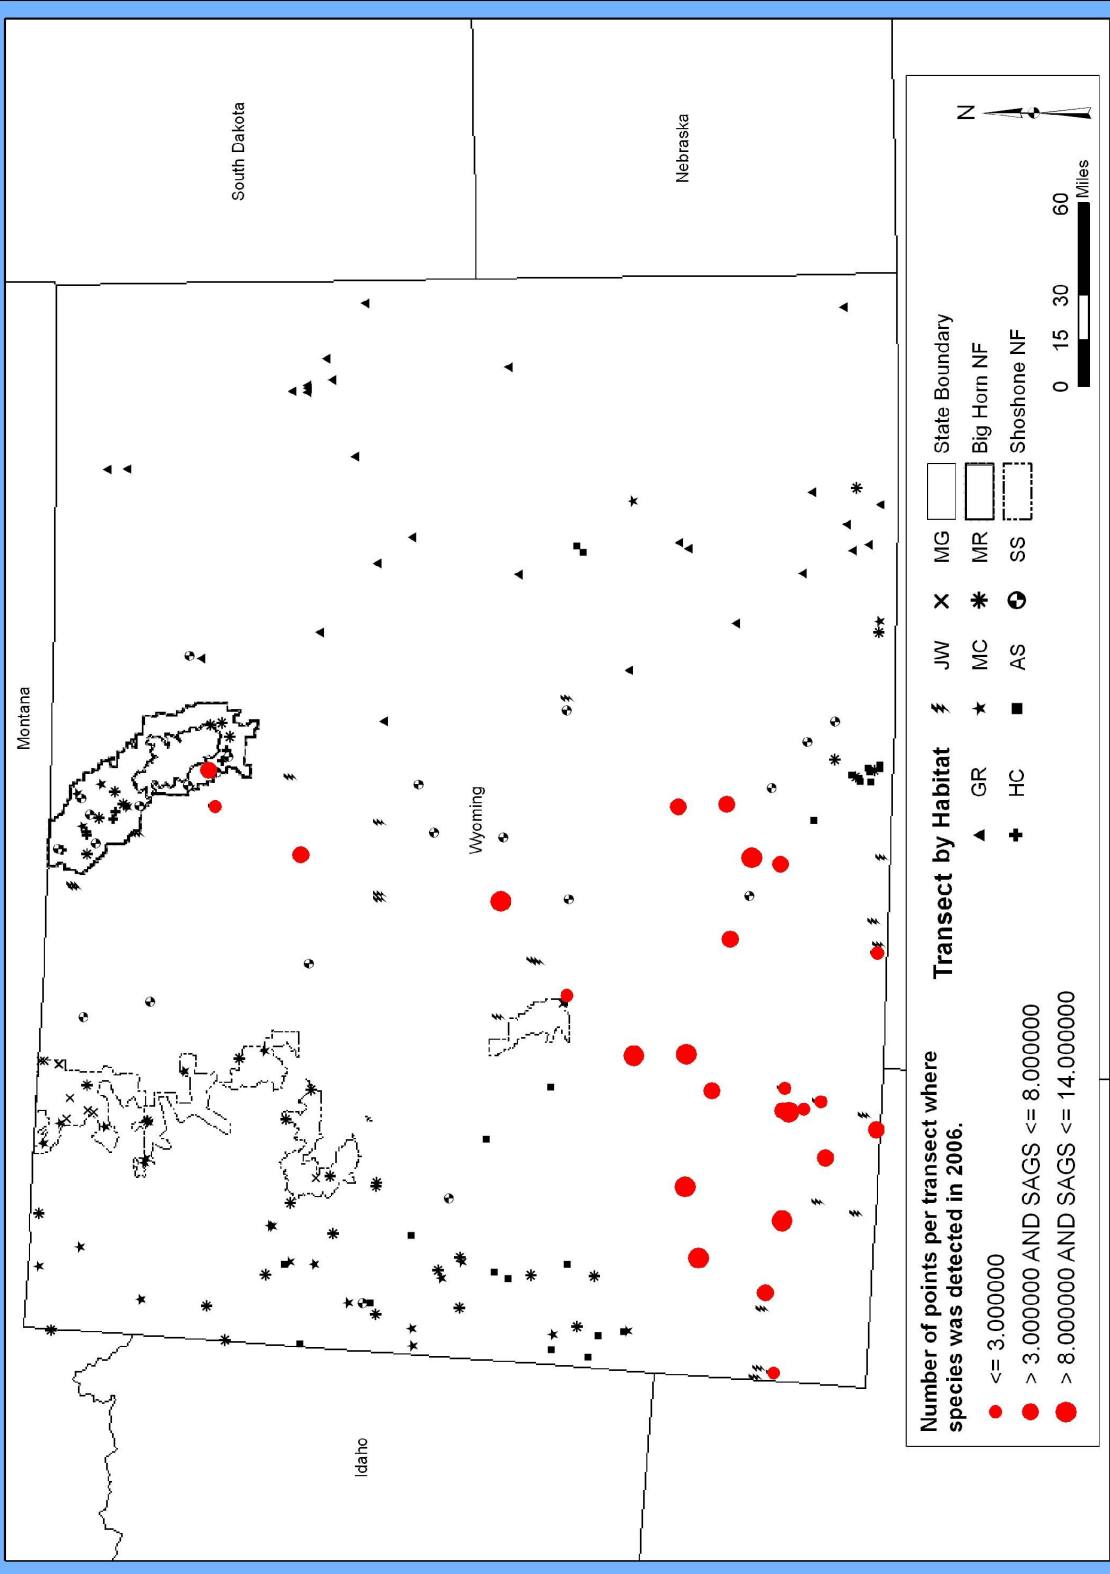 Montana
South Dakota
Wyoming
Nebraska
Idaho
Number of points per transect where
species was detected in 2006.
<= 3.000000
> 3.000000 AND SAGS <= 8.000000
> 8.000000 AND SAGS <= 14.000000
Transect by Habitat
GR
HC
JW
MC
AS
MG
MR
SS
State Boundary
Big Horn NF
Shoshone NF
N
0 15 30 60
Miles